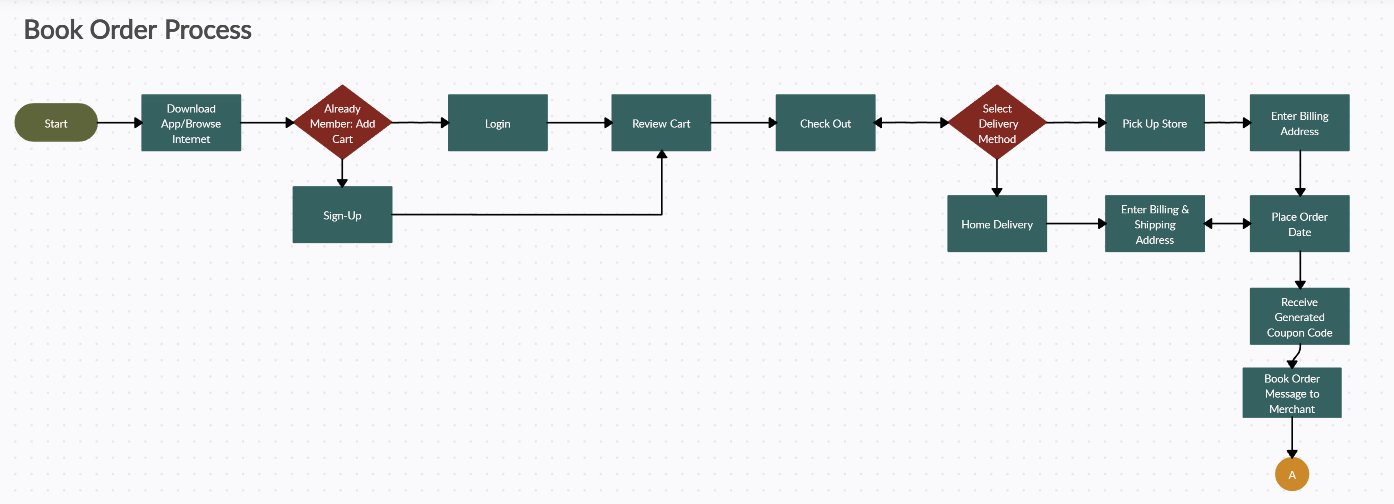 Book Order Process
Start
Download
App/Browse
Internet
Already
Member: Add
Cart
Login
Review Cart
Check Out
Select
Delivery
Method
Pick Up Store
Enter Billing
Address
Sign-Up
Home Delivery
Enter Billing &
Shipping
Address
Place Order
Date
Receive
Generated
Coupon Code
Book Order
Message to
Merchant
A